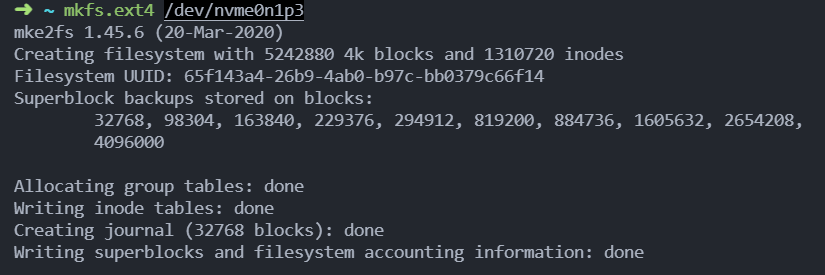 ➜ ~ mkfs.ext4 /dev/nvme0n1p3
mke2fs 1.45.6 (20-Mar-2020)
Creating filesystem with 5242880 4k blocks and 1310720 inodes
Filesystem UUID: 65f143a4-26b9-4ab0-b97c-bb0379c66f14
Superblock backups stored on blocks:
32768, 98304, 163840, 229376, 294912, 819200, 884736, 1605632, 2654208,
4096000
Allocating group tables: done
Writing inode tables: done
Creating journal (32768 blocks): done
Writing superblocks and filesystem accounting information: done